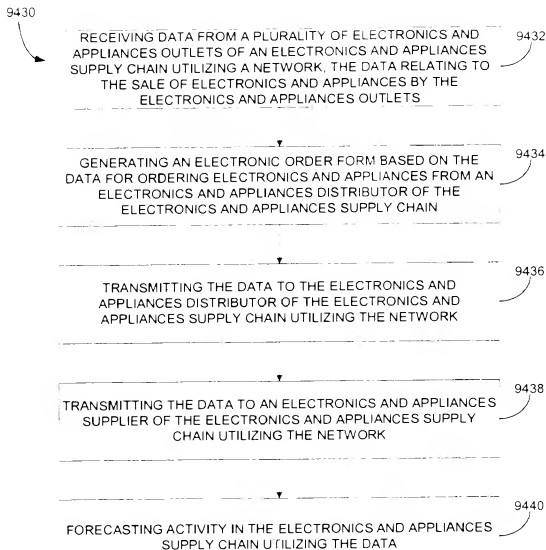 9430
RECEIVING DATA FROM A PLURALITY OF ELECTRONICS AND
APPLIANCES OUTLETS OF AN ELECTRONICS AND APPLIANCES
SUPPLY CHAIN UTILIZING A NETWORK, THE DATA RELATING TO
THE SALE OF ELECTRONICS AND APPLIANCES BY THE
ELECTRONICS AND APPLIANCES OUTLETS
9432
GENERATING AN ELECTRONIC ORDER FORM BASED ON THE
DATA FOR ORDERING ELECTRONICS AND APPLIANCES FROM AN
ELECTRONICS AND APPLIANCES DISTRIBUTOR OF THE
ELECTRONICS AND APPLIANCES SUPPLY CHAIN
9434
TRANSMITTING THE DATA TO THE ELECTRONICS AND
APPLIANCES DISTRIBUTOR OF THE ELECTRONICS AND
APPLIANCES SUPPLY CHAIN UTILIZING THE NETWORK
9436
TRANSMITTING THE DATA TO AN ELECTRONICS AND APPLIANCES
SUPPLIER OF THE ELECTRONICS AND APPLIANCES SUPPLY
CHAIN UTILIZING THE NETWORK
9438
FORECASTING ACTIVITY IN THE ELECTRONICS AND APPLIANCES
SUPPLY CHAIN UTILIZING THE DATA
9440